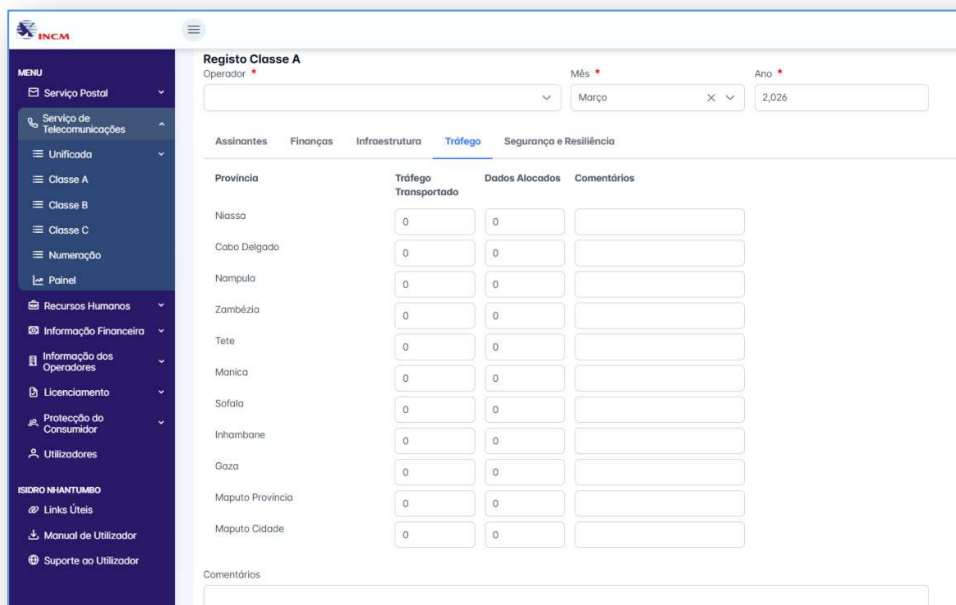 INCM
MENU
Serviço Postal
Serviço de
Telecomunicações
Unificada
Classe A
Classe B
Classe C
Numeração
Painel
Recursos Humanos
Informação Financeira
Informação dos
Operadores
Licenciamento
Protecção do
Consumidor
Utilizadores
ISIDRO NHANTUMBO
Links Úteis
Manual de Utilizador
Suporte ao Utilizador
Registo Classe A
Operador * Mês * Ano *
Março 2,026
Assinantes Finanças Infraestrutura Tráfego Segurança e Resiliência
Província Tráfego Dados Alocados Comentários
Transportado
Niassa 0 0
Cabo Delgado 0 0
Nampula 0 0
Zambézia 0 0
Tete 0 0
Manica 0 0
Sofala 0 0
Inhambane 0 0
Gaza 0 0
Maputo Província 0 0
Maputo Cidade 0 0
Comentários